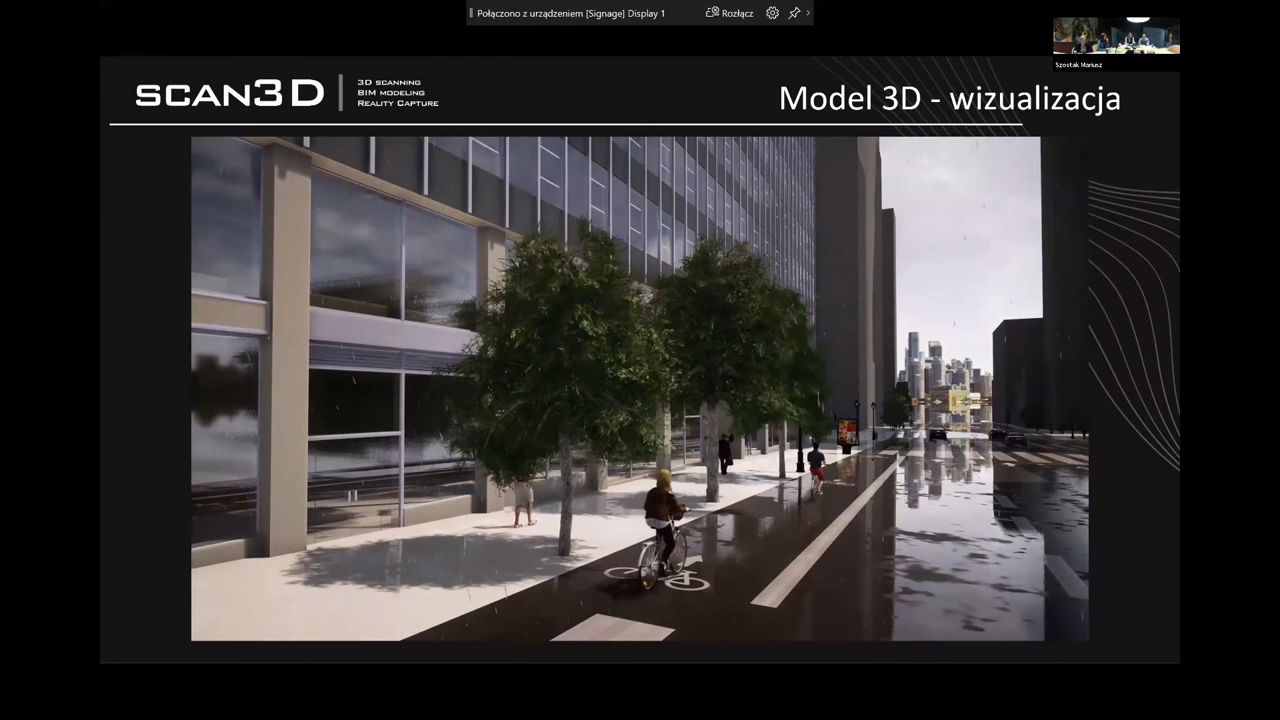 Połączono z urządzeniem [Signage] Display 1
Rozłącz
Szostak Mariusz
SCAN3D
3D scanning
BIM modeling
Reality Capture
Model 3D - wizualizacja